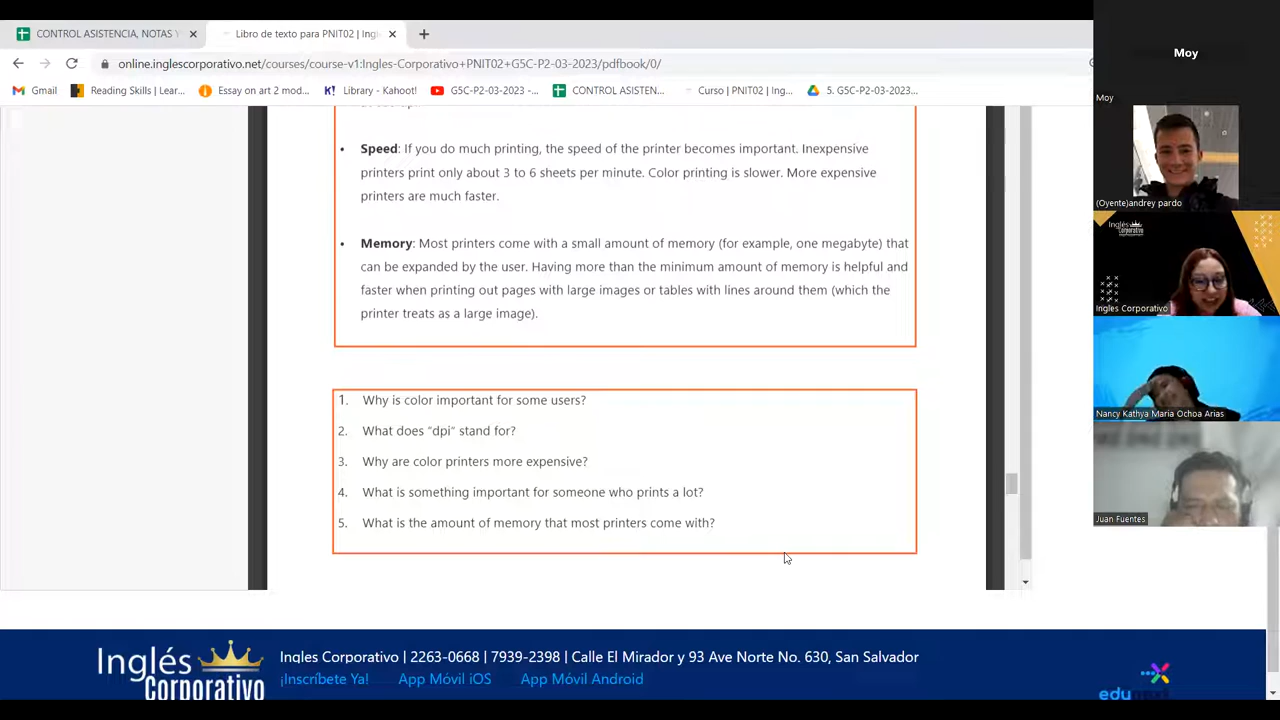 CONTROL ASISTENCIA, NOTAS Y
Libro de texto para PNIT02 | Ingl
online.inglescorporativo.net/courses/course-v1:Ingles-Corporativo+PNIT02+G5C-P2-03-2023/pdfbook/0/
Gmail
Reading Skills | Lear...
Essay on art 2 mod...
Library - Kahoot!
G5C-P2-03-2023 -...
CONTROL ASISTEN...
Curso | PNIT02 | Ing...
5. G5C-P2-03-2023...
• Speed: If you do much printing, the speed of the printer becomes important. Inexpensive
printers print only about 3 to 6 sheets per minute. Color printing is slower. More expensive
printers are much faster.
• Memory: Most printers come with a small amount of memory (for example, one megabyte) that
can be expanded by the user. Having more than the minimum amount of memory is helpful and
faster when printing out pages with large images or tables with lines around them (which the
printer treats as a large image).
1. Why is color important for some users?
2. What does “dpi” stand for?
3. Why are color printers more expensive?
4. What is something important for someone who prints a lot?
5. What is the amount of memory that most printers come with?
Inglés
Corporativo
Ingles Corporativo | 2263-0668 | 7939-2398 | Calle El Mirador y 93 Ave Norte No. 630, San Salvador
¡Inscríbete Ya!
App Móvil iOS
App Móvil Android
Moy
Moy
(Oyente)andrey pardo
Inglés
Corporativo
Ingles Corporativo
Nancy Kathya Maria Ochoa Arias
Juan Fuentes